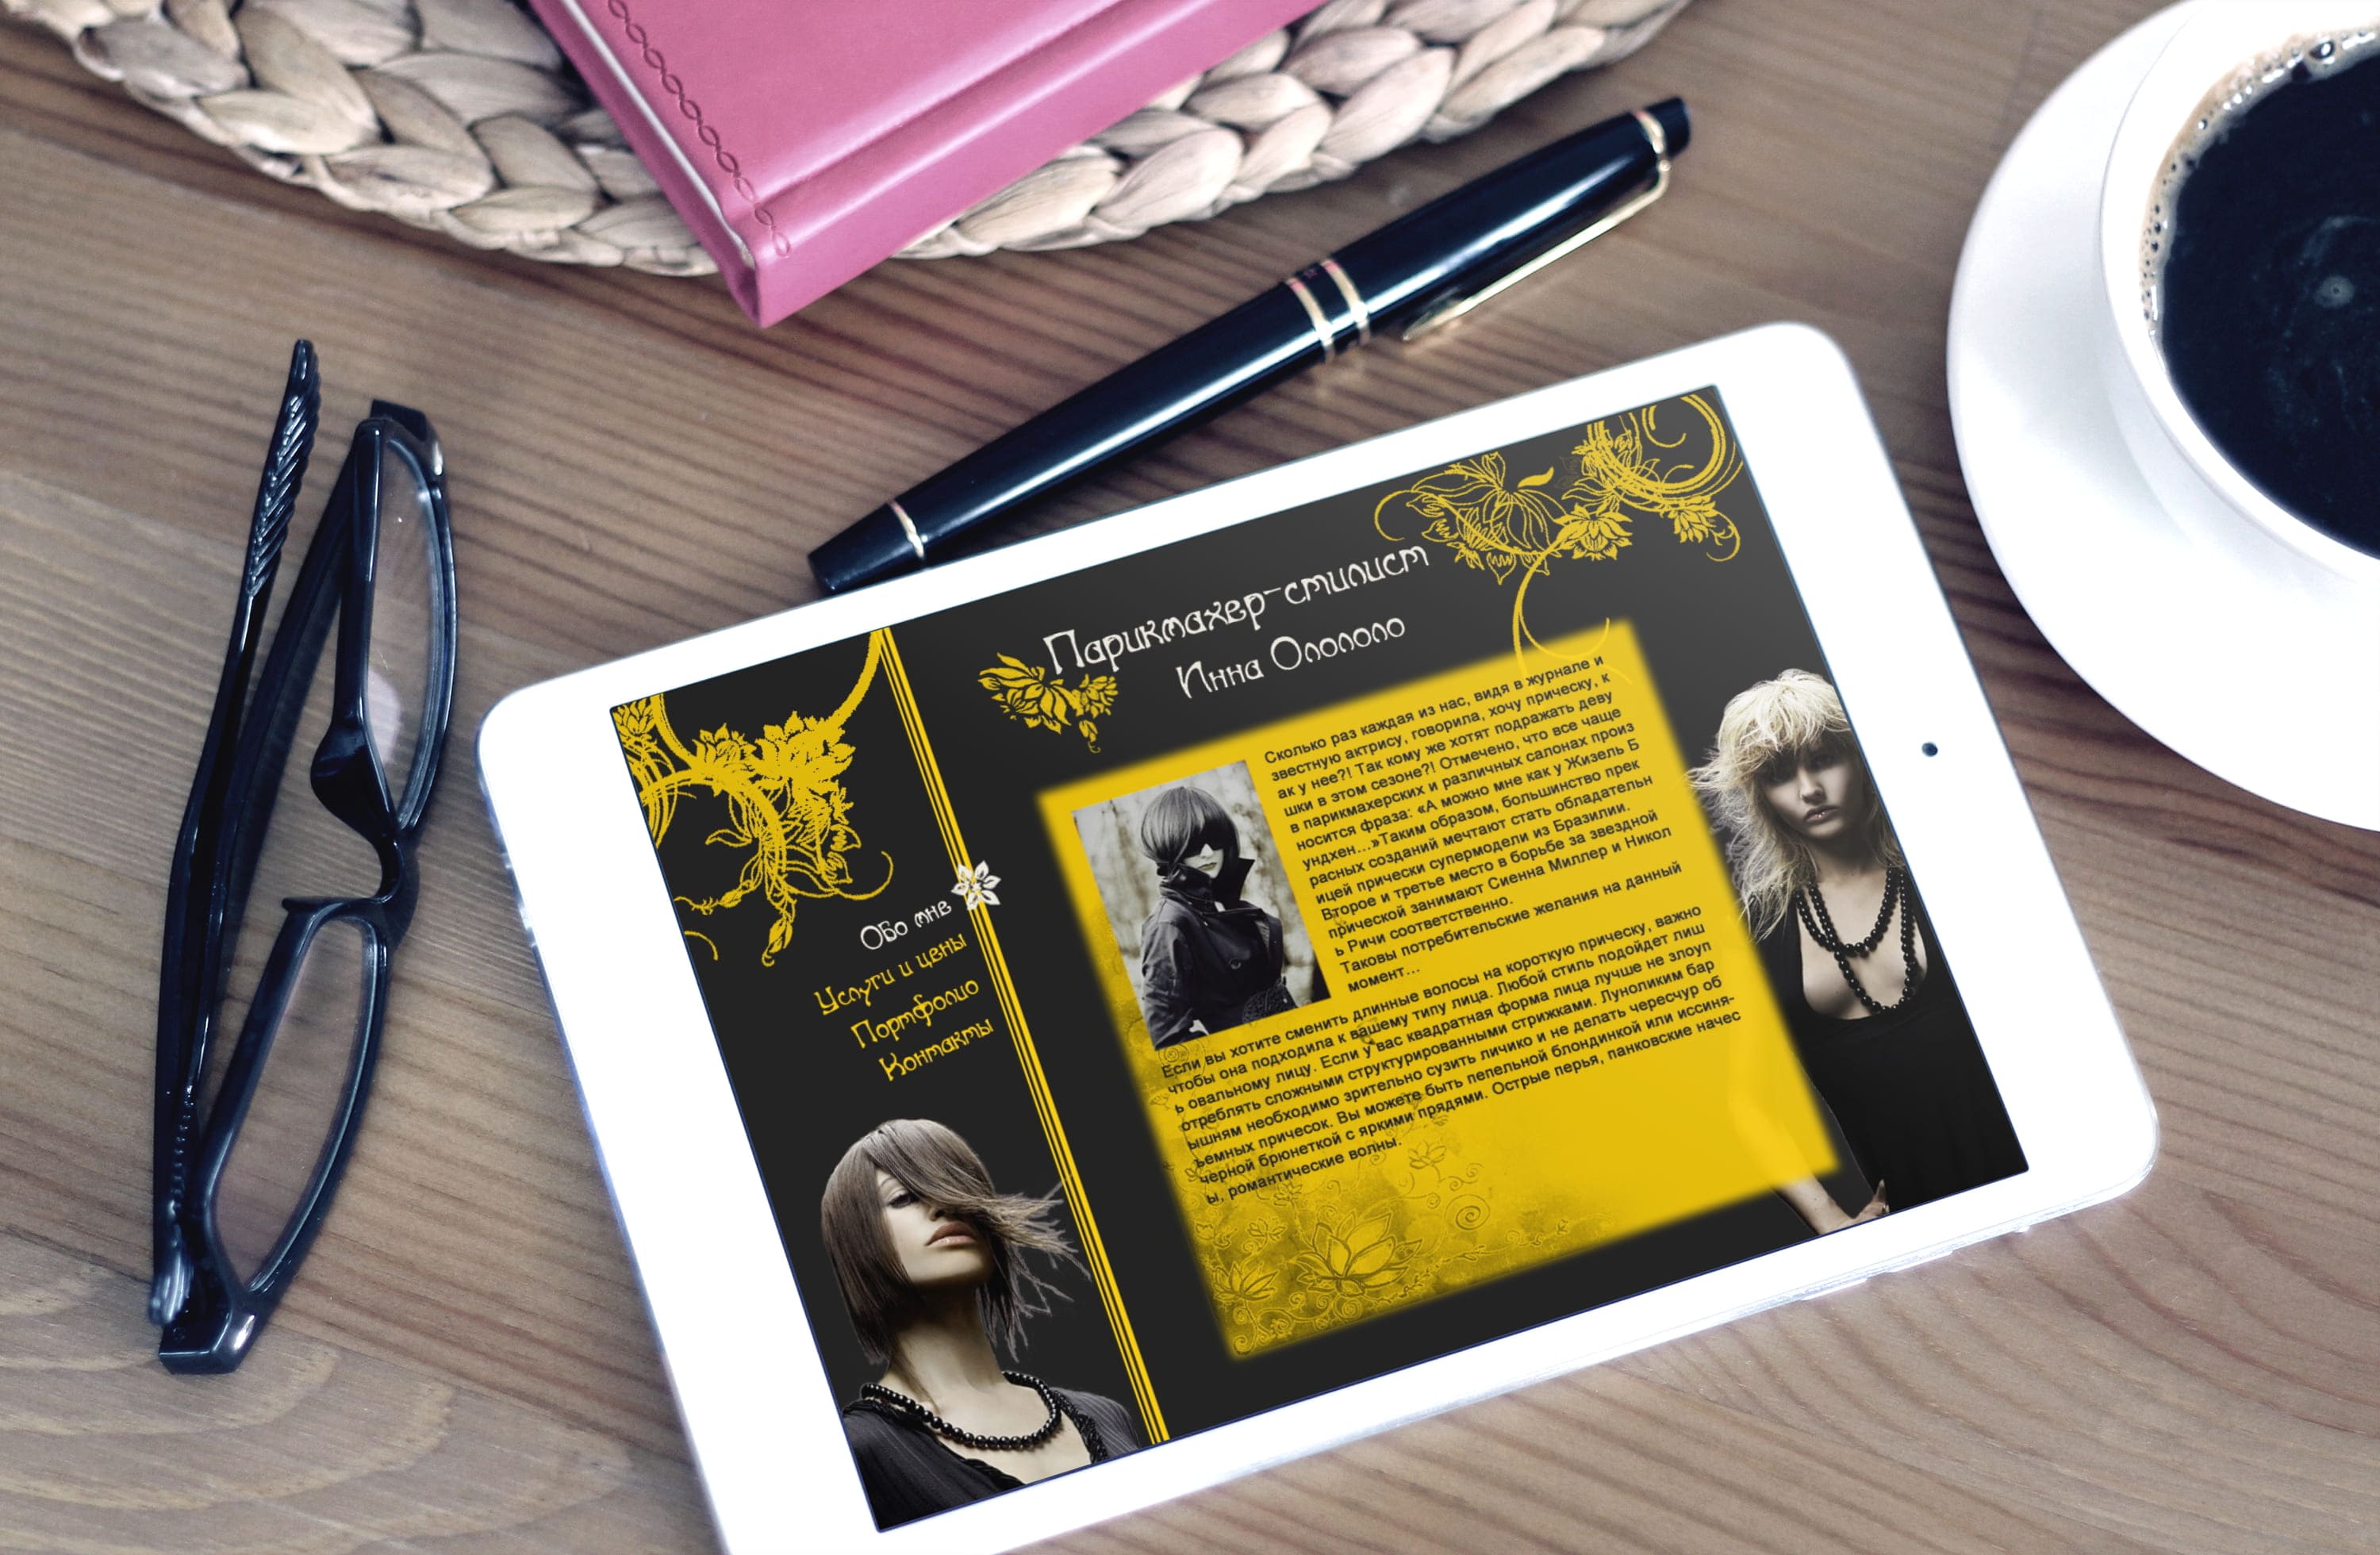 Парикмахер-стилист
Инна Олололо
Обо мне
Услуги и цены
Портфолио
Контакты
Сколько раз каждая из нас, видя в журнале и
звестную актрису, говорила, хочу прическу, к
ак у нее?! Так кому же хотят подражать деву
шки в этом сезоне?! Отмечено, что все чаще
в парикмахерских и различных салонах произ
носится фраза: «А можно мне как у Жизель Б
ундхен...»Таким образом, большинство прек
расных созданий мечтают стать обладательн
ицей прически супермодели из Бразилии.
Второе и третье место в борьбе за звездной
прической занимают Сиенна Миллер и Никол
ь Ричи соответственно.
Таковы потребительские желания на данный
момент...
Если вы хотите сменить длинные волосы на короткую прическу, важно
чтобы она подходила к вашему типу лица. Любой стиль подойдет лиш
ь овальному лицу. Если у вас квадратная форма лица лучше не злоуп
отреблять сложными структурированными стрижками. Луноликим бар
ышням необходимо зрительно сузить личико и не делать чересчур об
ъемных причесок. Вы можете быть пепельной блондинкой или иссиня-
черной брюнеткой с яркими прядями. Острые перья, панковские начес
ы, романтические волны.